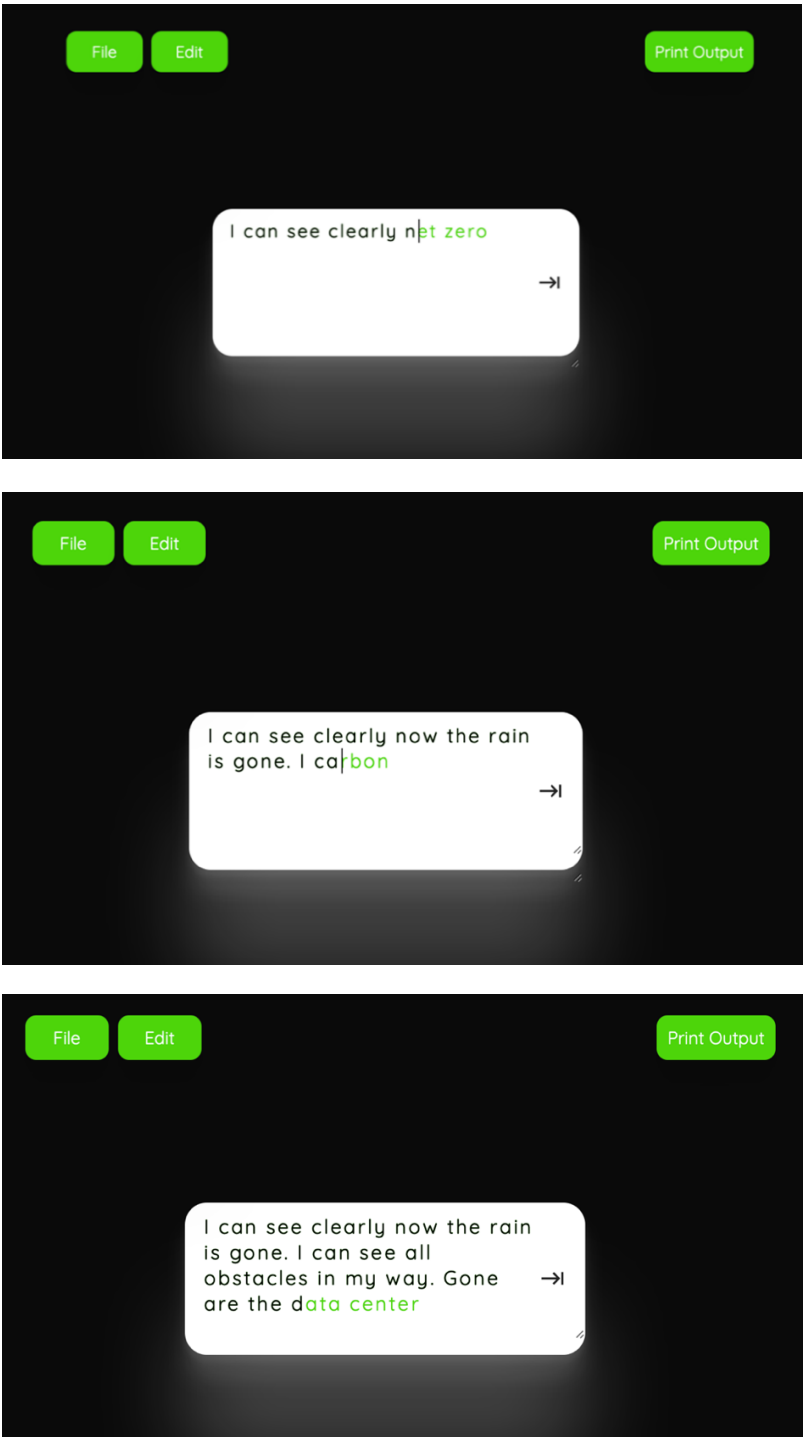 File Edit Print Output
I can see clearly net zero
File Edit Print Output
I can see clearly now the rain
is gone. I carbon
File Edit Print Output
I can see clearly now the rain
is gone. I can see all
obstacles in my way. Gone
are the data center